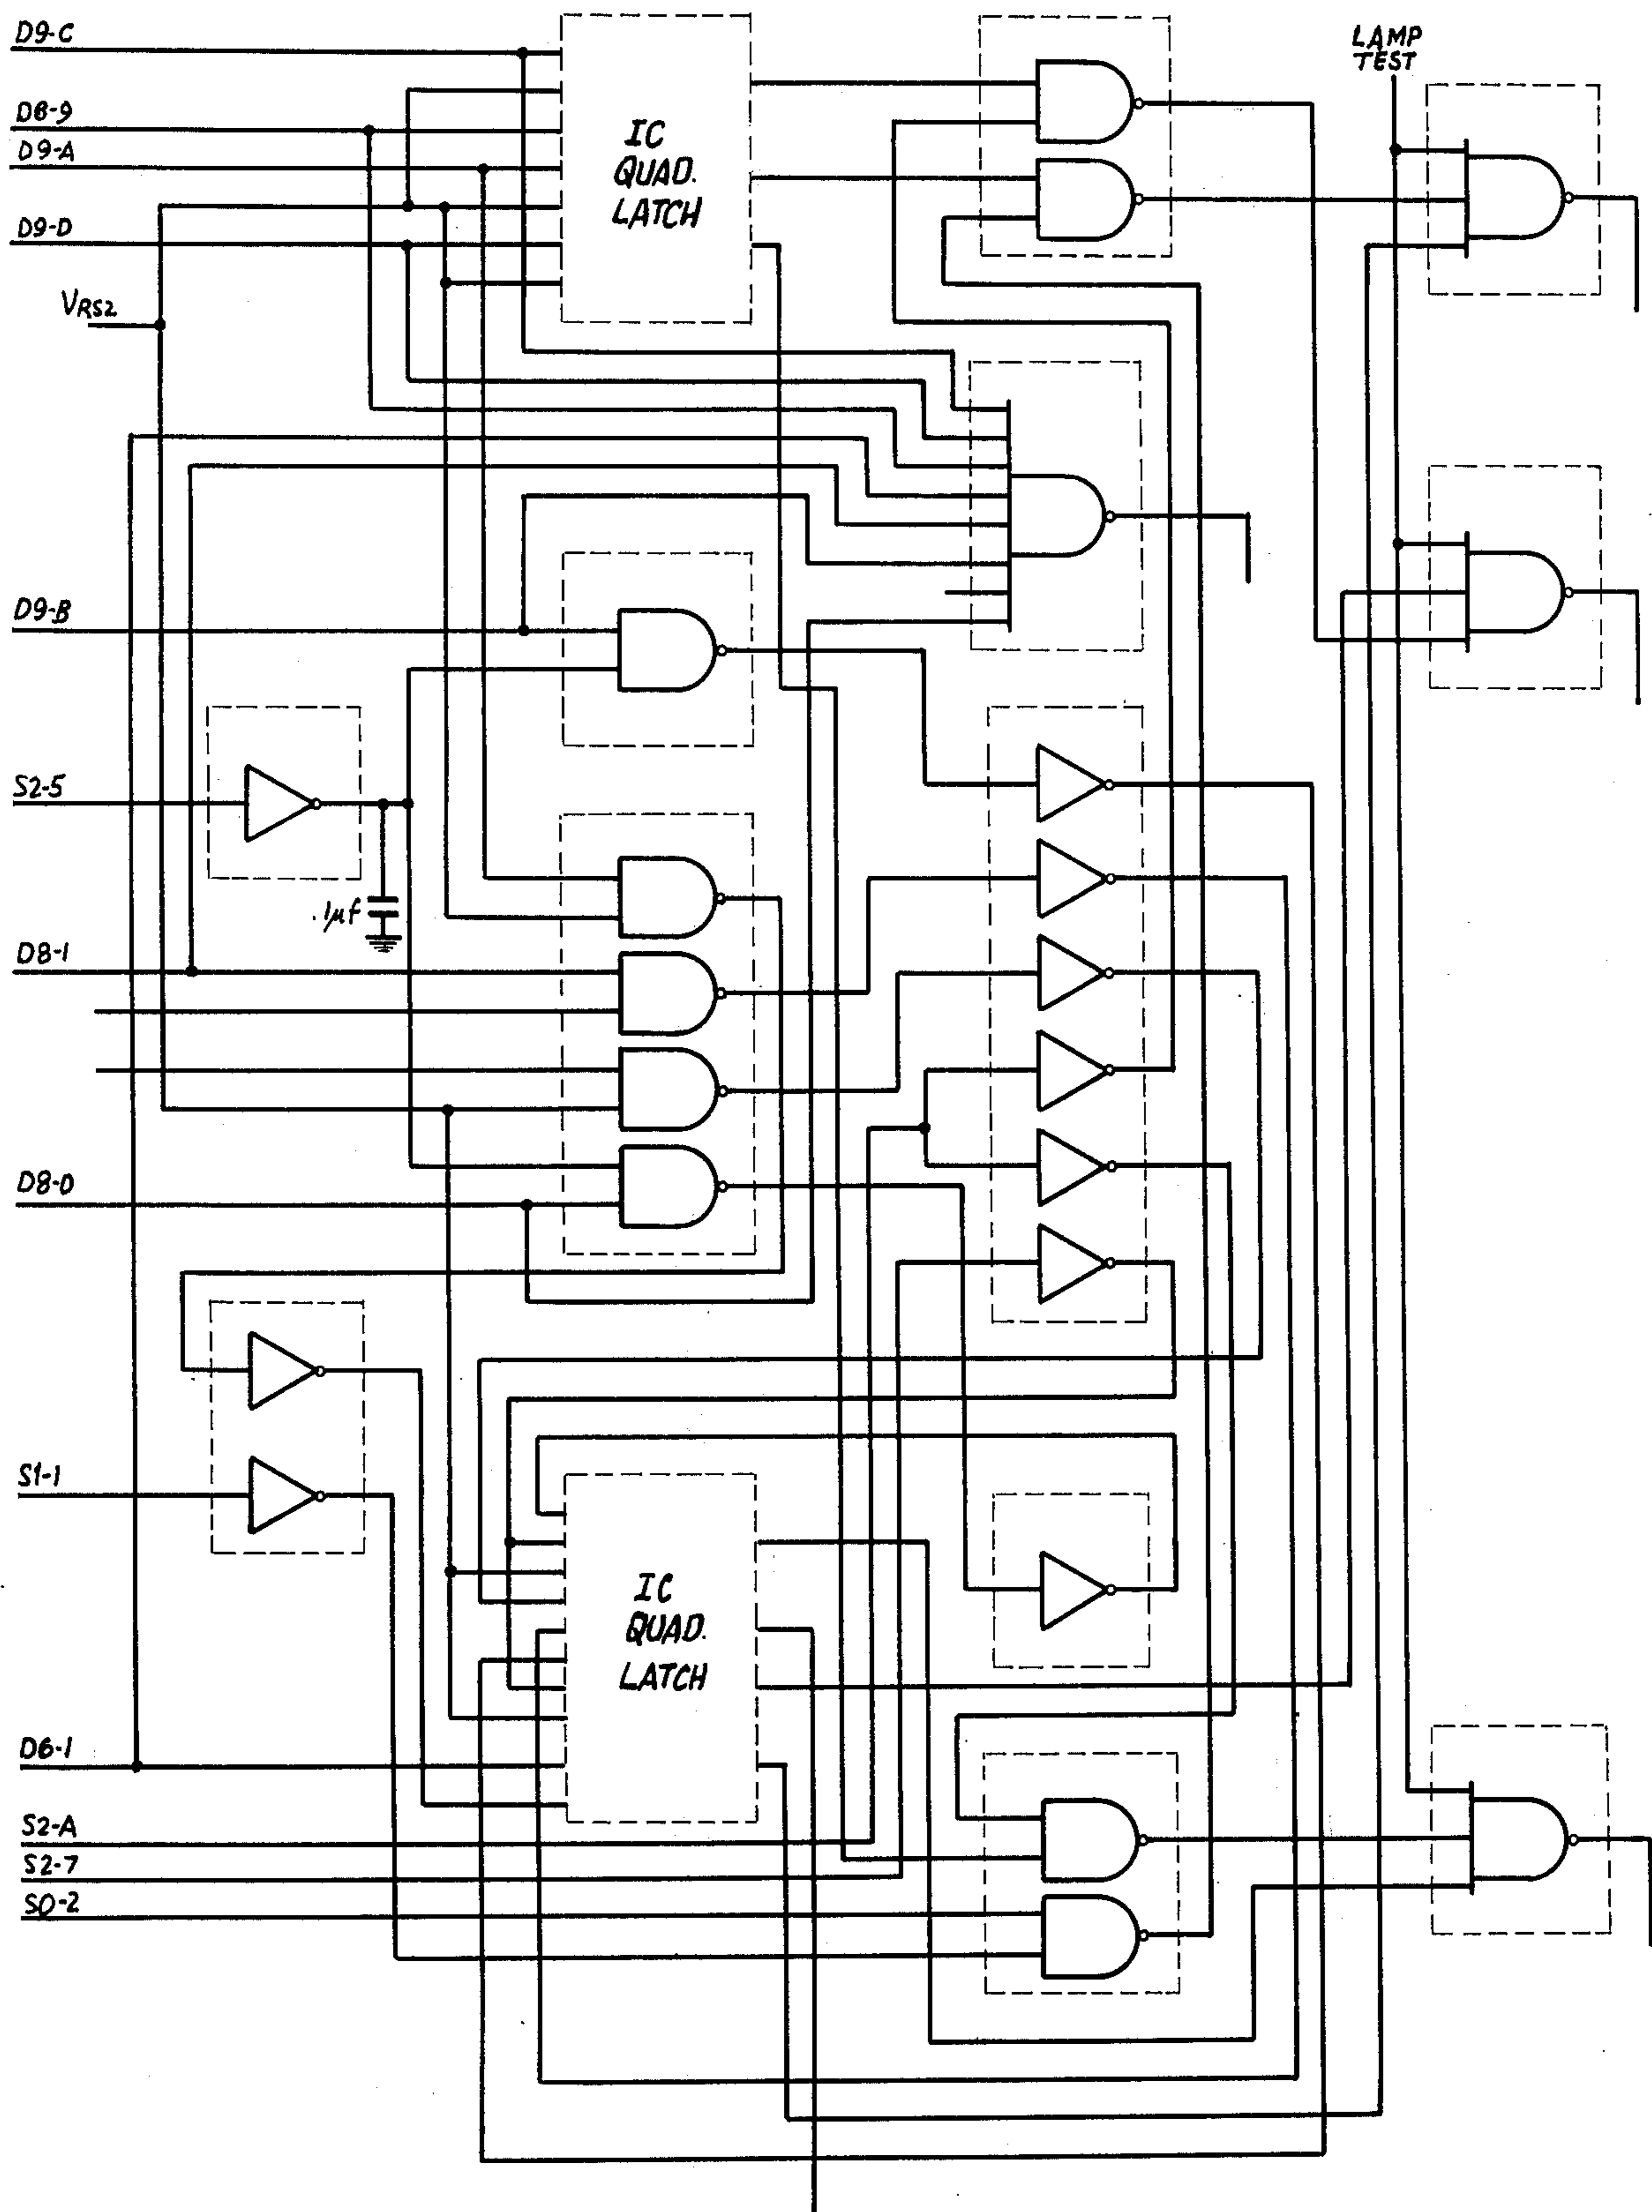 D9-C
LAMP
TEST
D8-9
D9-A
IC
QUAD.
LATCH
D9-D
VRS2
D9-B
S2-5
.1µf
D8-1
D8-0
S1-1
IC
QUAD.
LATCH
D6-1
S2-A
S2-7
S0-2